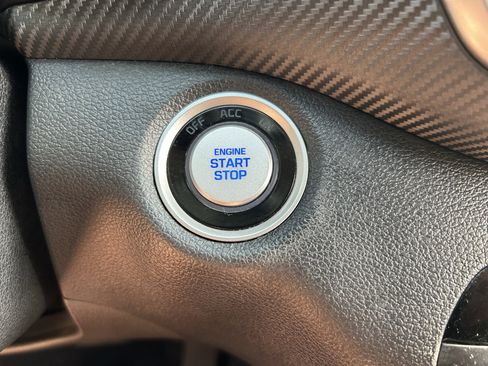 OFF ACC
ENGINE
START
STOP